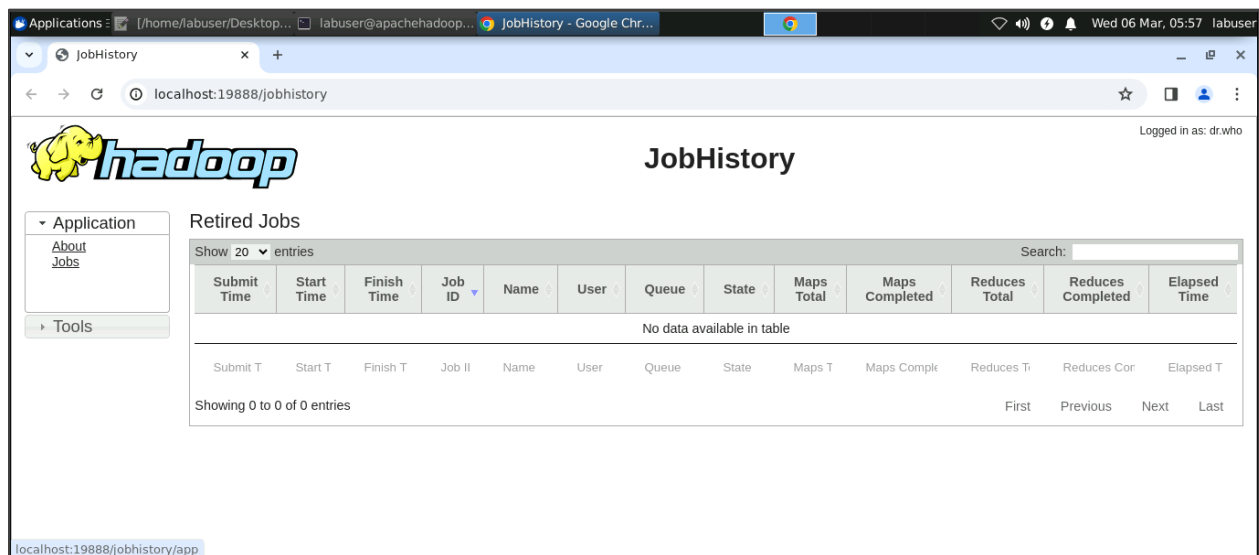 Applications [/home/labuser/Desktop... labuser@apachehadoop... JobHistory - Google Chr... Wed 06 Mar, 05:57 labuser
JobHistory
localhost:19888/jobhistory
Logged in as: dr.who
hadoop
JobHistory
Application
About
Jobs
Tools
Retired Jobs
Show 20 entries Search:
Submit Time Start Time Finish Time Job ID Name User Queue State Maps Total Maps Completed Reduces Total Reduces Completed Elapsed Time
No data available in table
Submit T Start T Finish T Job II Name User Queue State Maps T Maps Comple Reduces T Reduces Cor Elapsed T
Showing 0 to 0 of 0 entries First Previous Next Last
localhost:19888/jobhistory/app